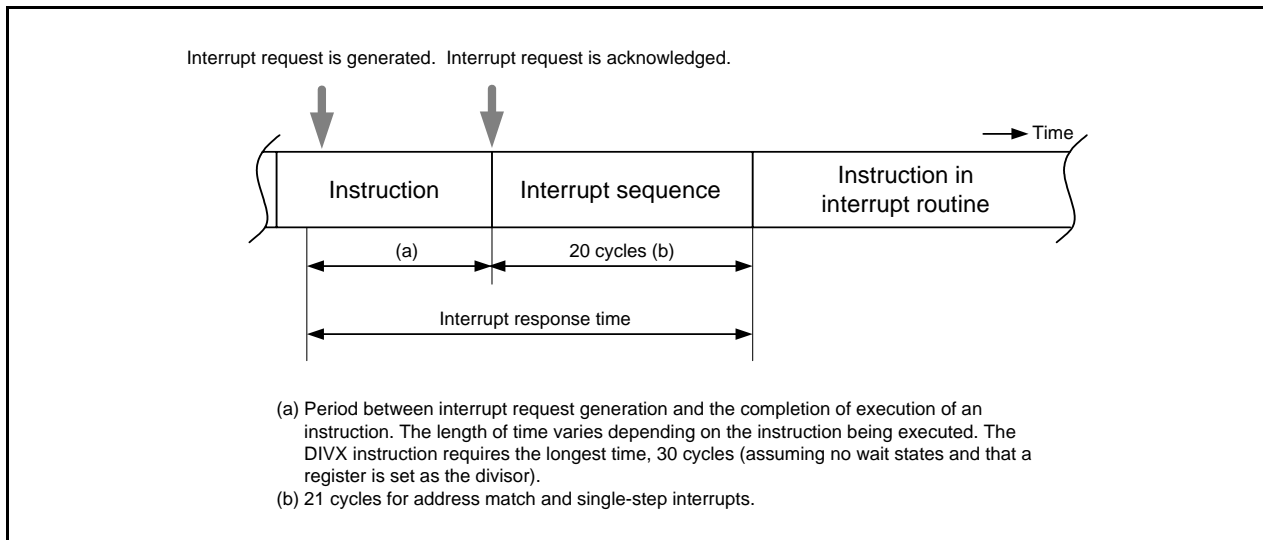 Interrupt request is generated. Interrupt request is acknowledged.
Time
Instruction
Interrupt sequence
Instruction in
interrupt routine
(a)
20 cycles (b)
Interrupt response time
(a) Period between interrupt request generation and the completion of execution of an
instruction. The length of time varies depending on the instruction being executed. The
DIVX instruction requires the longest time, 30 cycles (assuming no wait states and that a
register is set as the divisor).
(b) 21 cycles for address match and single-step interrupts.